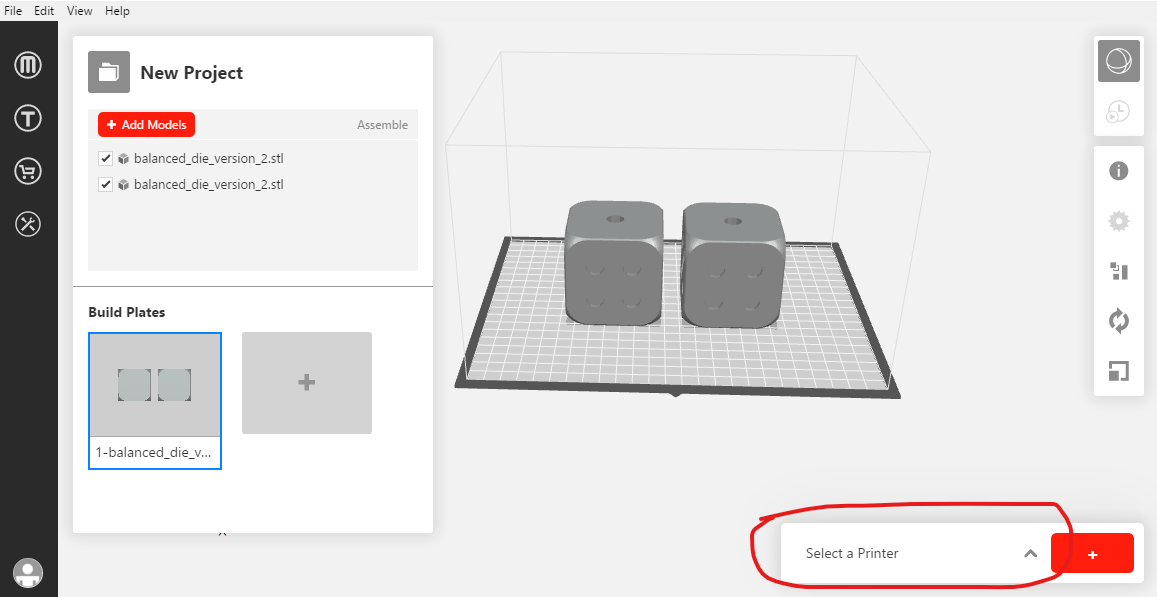 File Edit View Help
New Project
+ Add Models
Assemble
balanced_die_version_2.stl
balanced_die_version_2.stl
Build Plates
1-balanced_die_v...
Select a Printer